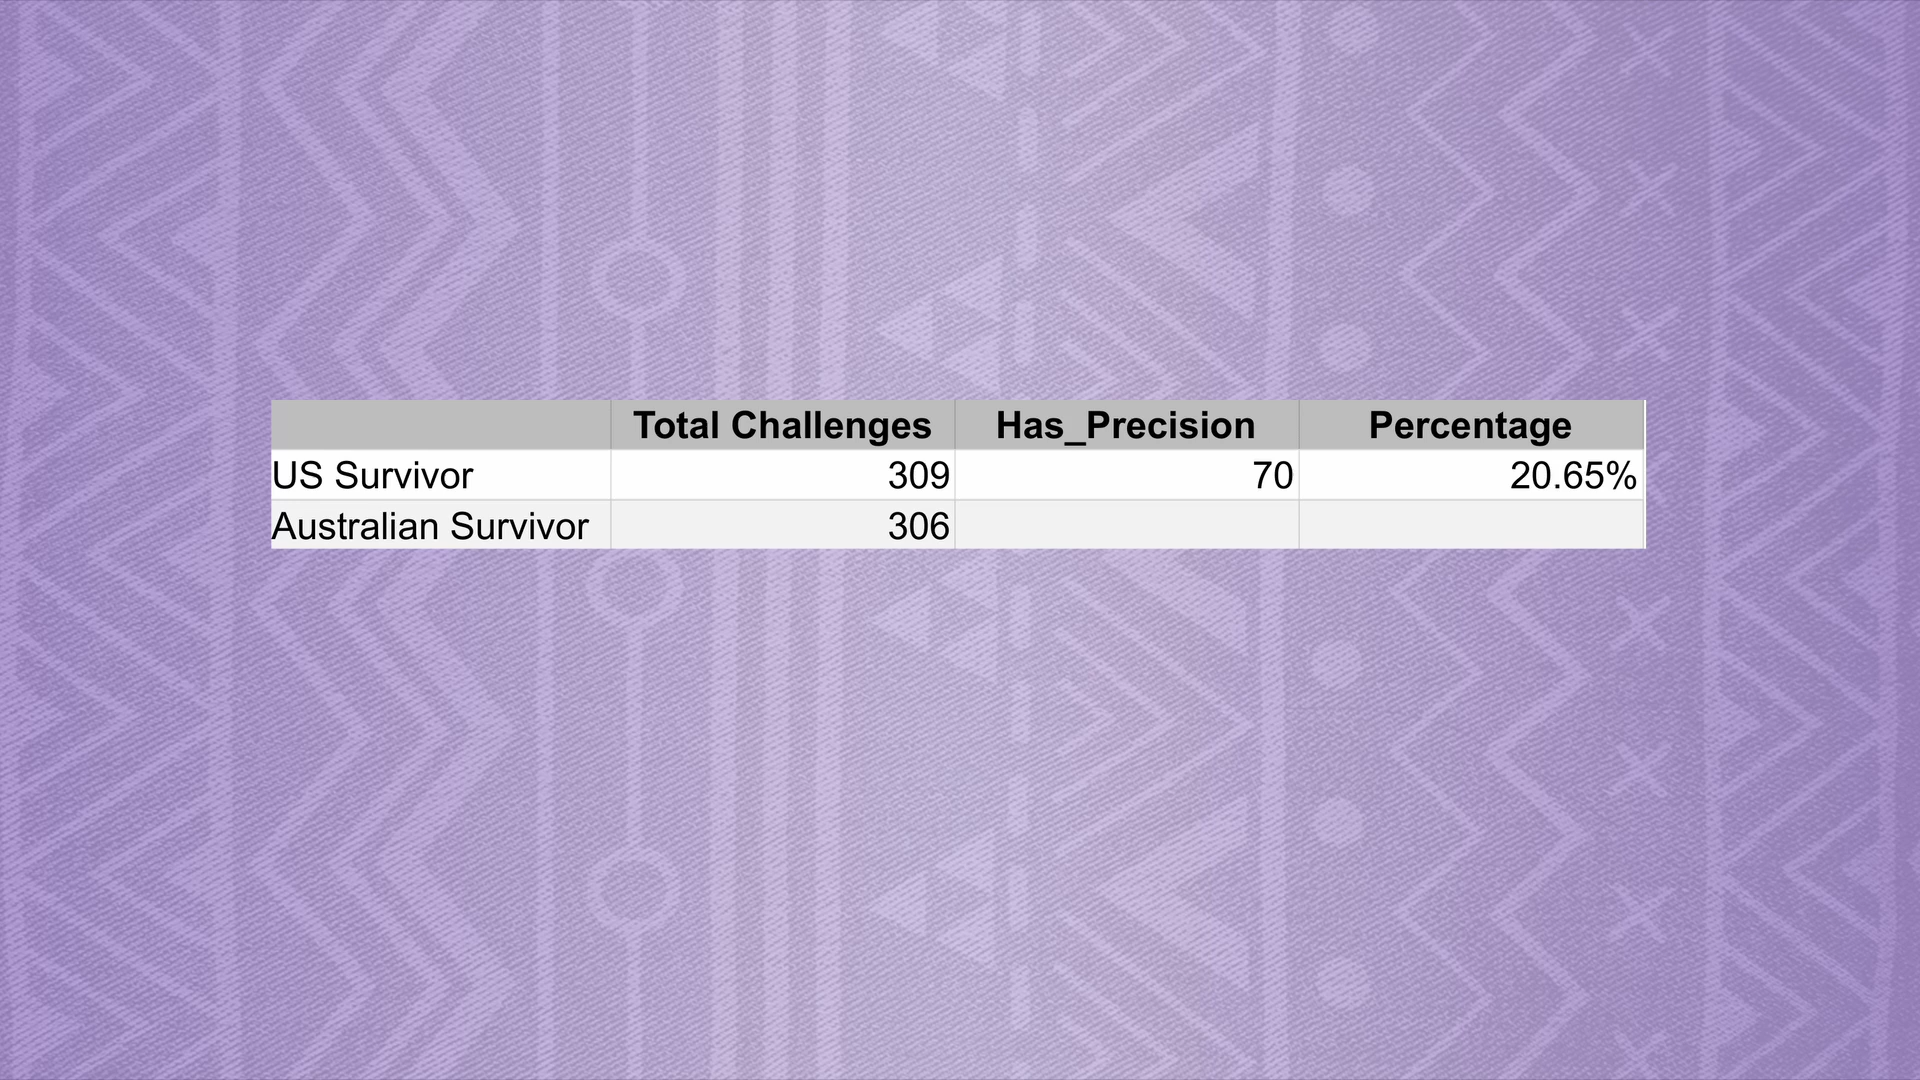 Total Challenges Has_Precision Percentage
US Survivor 309 70 20.65%
Australian Survivor 306